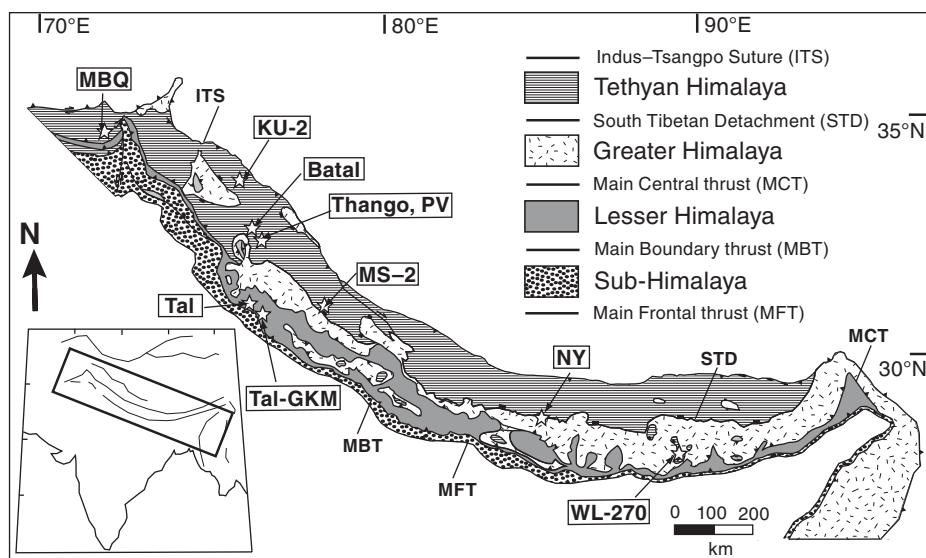 70°E
80°E
90°E
Indus–Tsangpo Suture (ITS)
MBQ
ITS
Tethyan Himalaya
South Tibetan Detachment (STD)
35°N
KU-2
Greater Himalaya
Batal
Main Central thrust (MCT)
Thango, PV
Lesser Himalaya
N
Main Boundary thrust (MBT)
MS–2
Sub-Himalaya
Tal
Main Frontal thrust (MFT)
MCT
NY
STD
30°N
Tal-GKM
MBT
MFT
WL-270
0 100 200
km